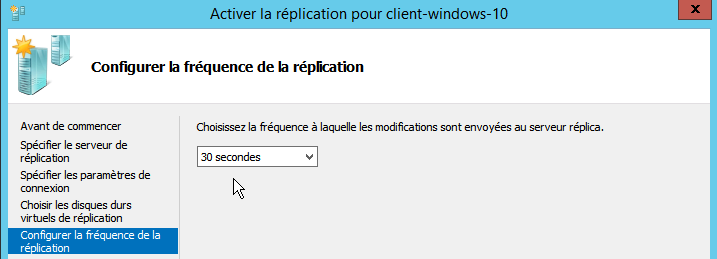 Activer la réplication pour client-windows-10
x
Configurer la fréquence de la réplication
Avant de commencer
Spécifier le serveur de
réplication
Spécifier les paramètres de
connexion
Choisir les disques durs
virtuels de réplication
Configurer la fréquence de la
réplication
Choisissez la fréquence à laquelle les modifications sont envoyées au serveur réplica.
30 secondes